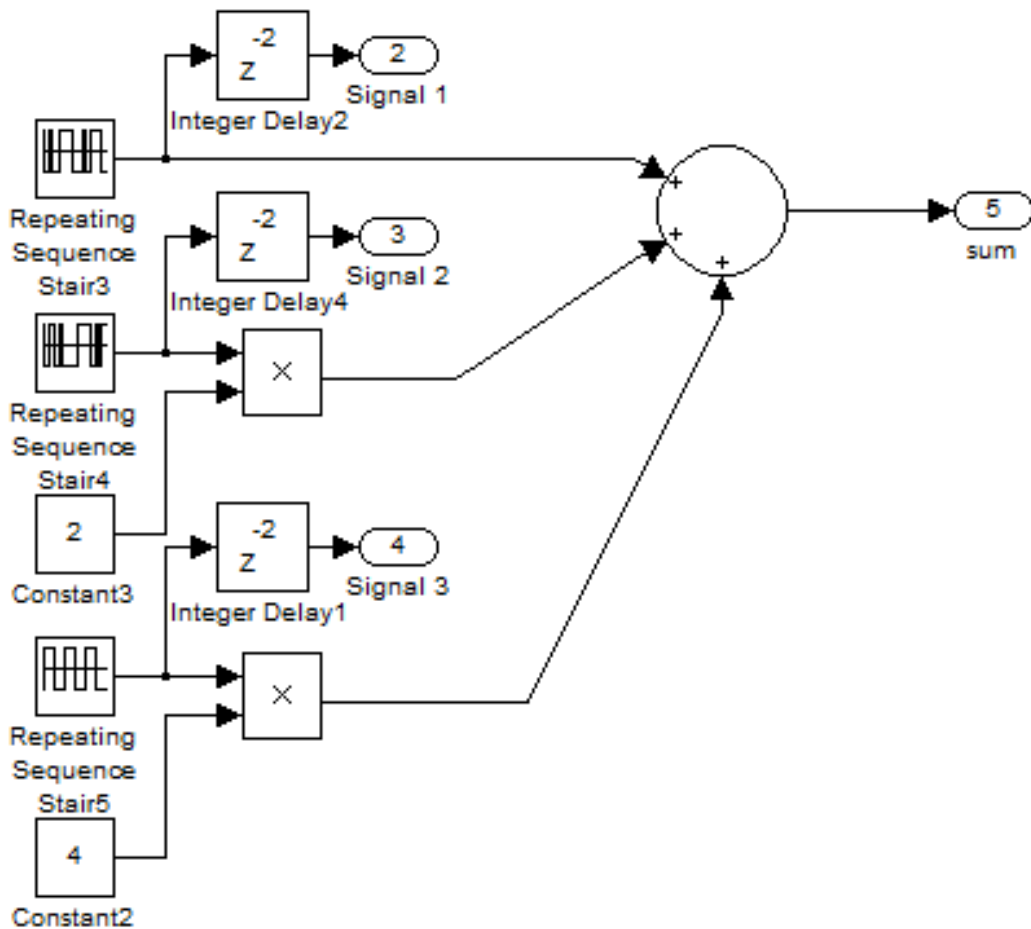 -2
Z
Integer Delay2
2
Signal 1
Repeating
Sequence
Stair3
+
+
+
5
sum
-2
Z
Integer Delay4
3
Signal 2
Repeating
Sequence
Stair4
×
2
Constant3
-2
Z
Integer Delay1
4
Signal 3
Repeating
Sequence
Stair5
×
4
Constant2